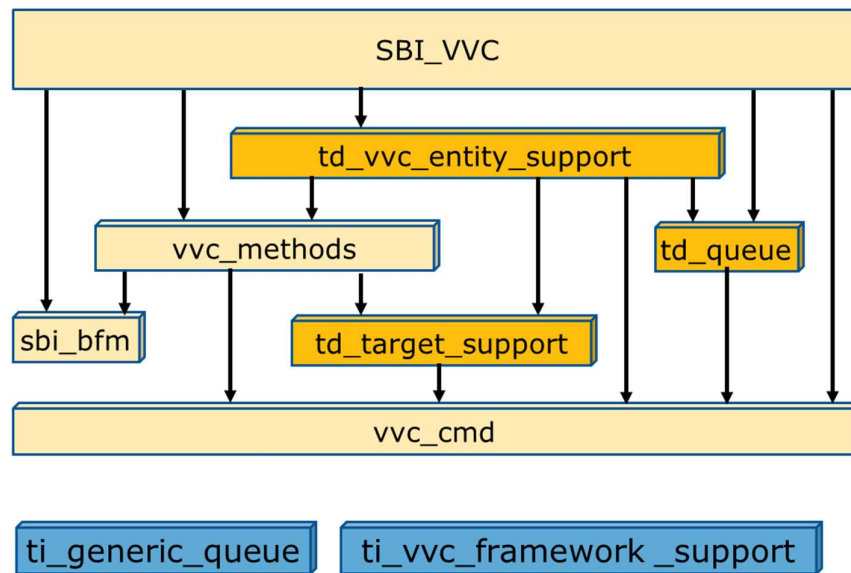 SBI_VVC
td_vvc_entity_support
vvc_methods
td_queue
sbi_bfm
td_target_support
vvc_cmd
ti_generic_queue
ti_vvc_framework _support